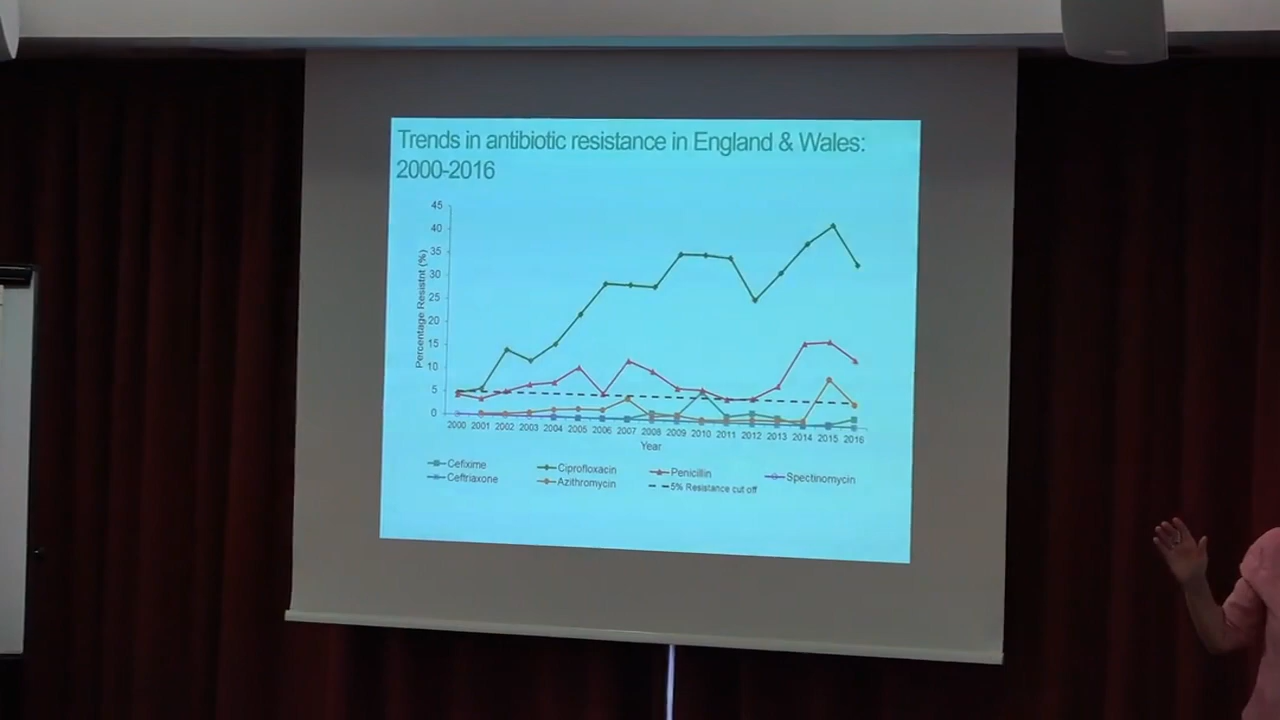 Trends in antibiotic resistance in England & Wales:
2000-2016
45
40
35
30
25
20
15
10
5
0
Percentage Resistnt (%)
2000 2001 2002 2003 2004 2005 2006 2007 2008 2009 2010 2011 2012 2013 2014 2015 2016
Year
Cefixime Ciprofloxacin Penicillin Spectinomycin
Ceftriaxone Azithromycin 5% Resistance cut off